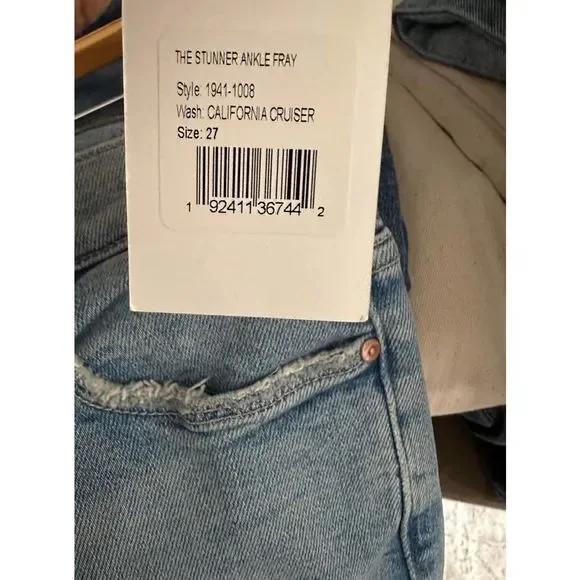 THE STUNNER ANKLE FRAY
Style: 1941-1008
Wash: CALIFORNIA CRUISER
Size: 27
1 92411 36744 2